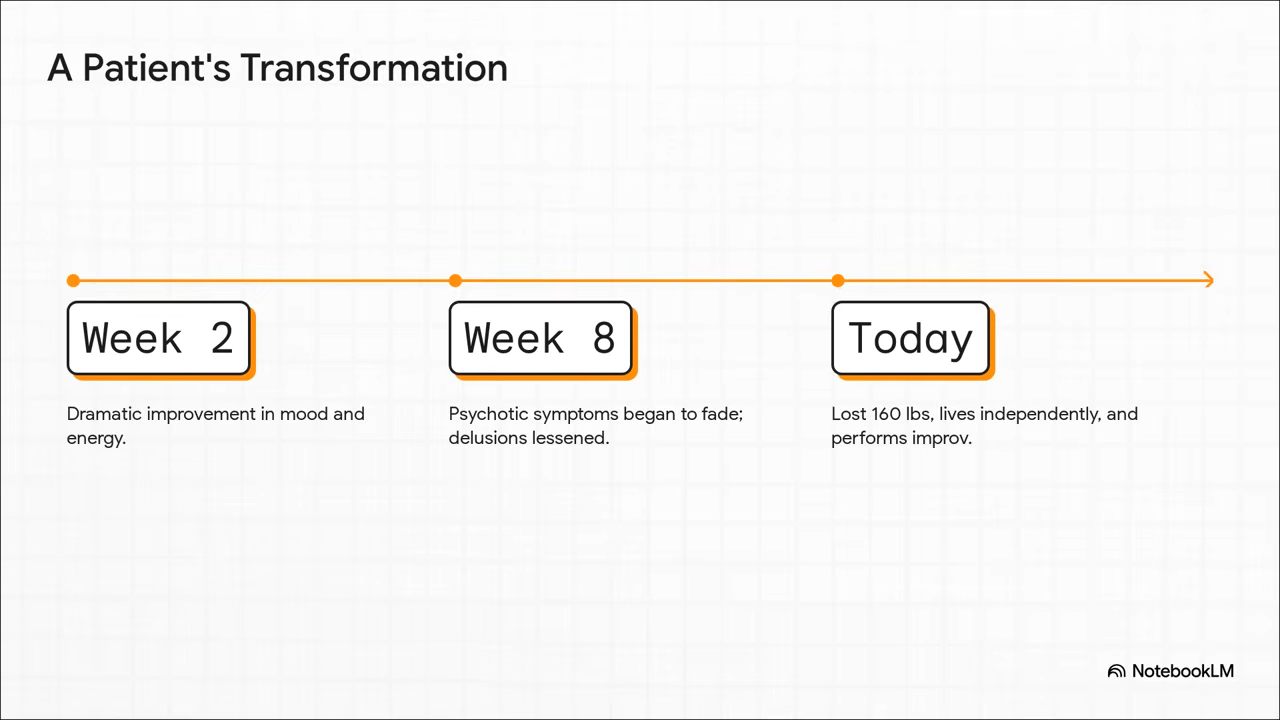 A Patient's Transformation
Week 2
Week 8
Today
Dramatic improvement in mood and
energy.
Psychotic symptoms began to fade;
delusions lessened.
Lost 160 lbs, lives independently, and
performs improv.
NotebookLM